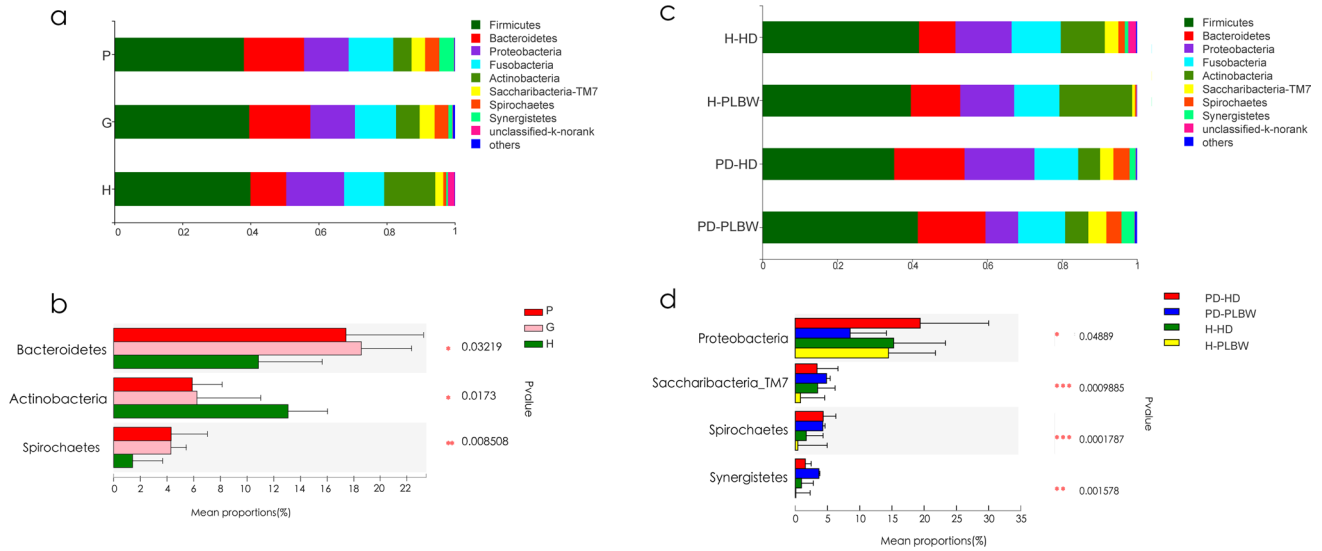 a
P
G
H
0
0.2
0.4
0.6
0.8
1
Firmicutes
Bacteroidetes
Proteobacteria
Fusobacteria
Actinobacteria
Saccharibacteria-TM7
Spirochaetes
Synergistetes
unclassified-k-norank
others
c
H-HD
H-PLBW
PD-HD
PD-PLBW
0
0.2
0.4
0.6
0.8
1
Firmicutes
Bacteroidetes
Proteobacteria
Fusobacteria
Actinobacteria
Saccharibacteria-TM7
Spirochaetes
Synergistetes
unclassified-k-norank
others
b
Bacteroidetes
Actinobacteria
Spirochaetes
0 2 4 6 8 10 12 14 16 18 20 22
Mean proportions(%)
* 0.03219
* 0.0173
** 0.008508
Pvalue
P
G
H
d
Proteobacteria
Saccharibacteria_TM7
Spirochaetes
Synergistetes
0 5 10 15 20 25 30 35
Mean proportions(%)
* 0.04889
*** 0.0009885
*** 0.0001787
** 0.001578
Pvalue
PD-HD
PD-PLBW
H-HD
H-PLBW